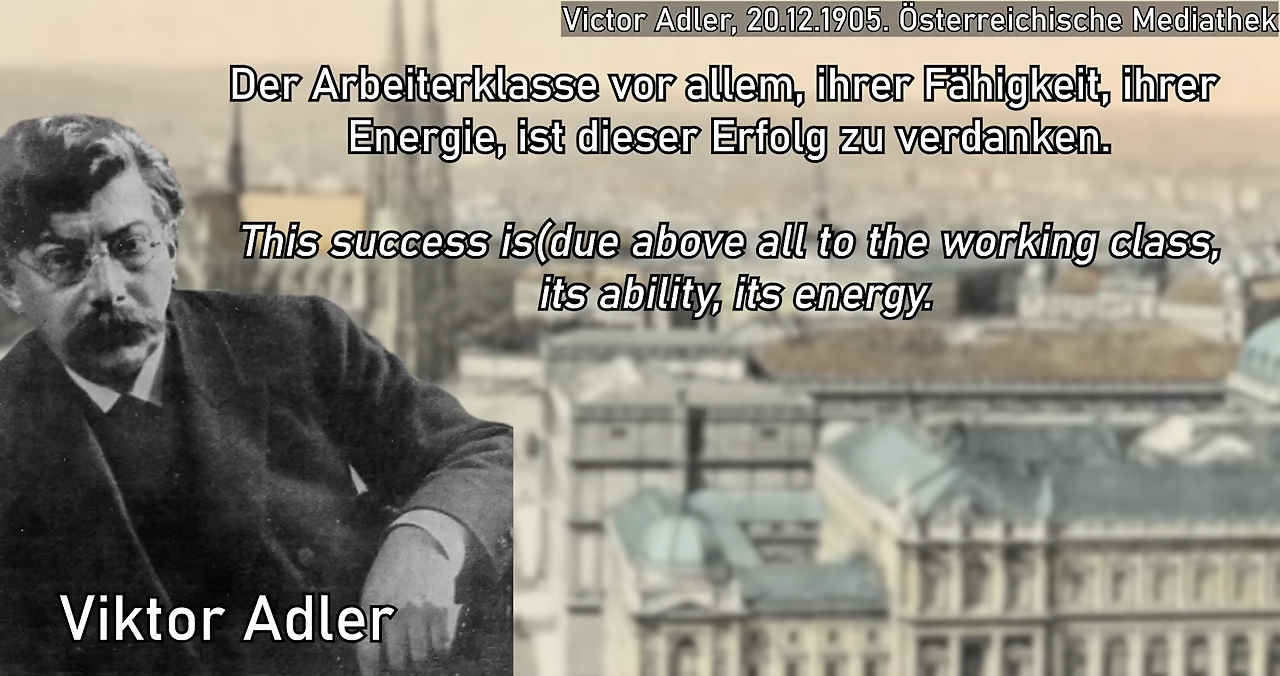 Victor Adler, 20.12.1905. Österreichische Mediathek
Der Arbeiterklasse vor allem, ihrer Fähigkeit, ihrer
Energie, ist dieser Erfolg zu verdanken.
This success is(due above all to the working class,
its ability, its energy.
Viktor Adler